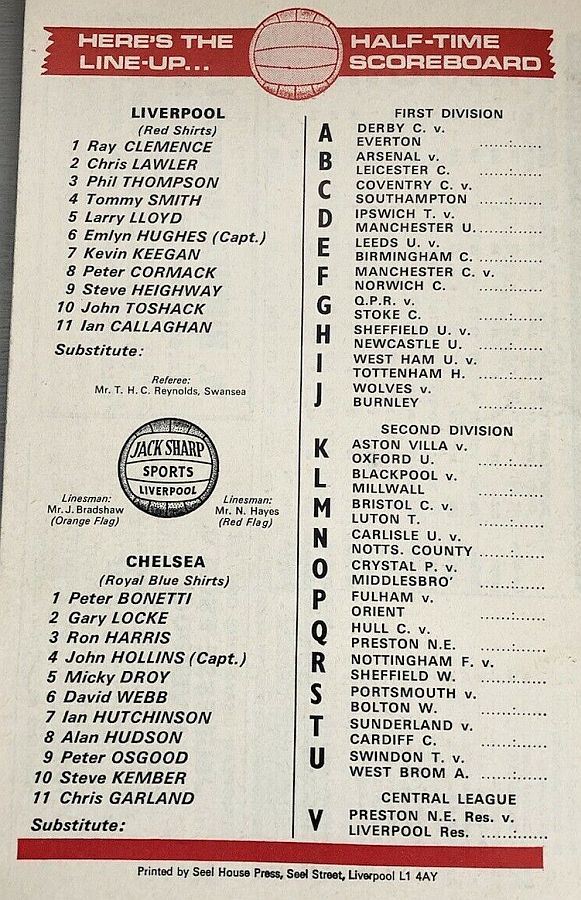 HERE'S THE
LINE-UP...
HALF-TIME
SCOREBOARD
LIVERPOOL
(Red Shirts)
1 Ray CLEMENCE
2 Chris LAWLER
3 Phil THOMPSON
4 Tommy SMITH
5 Larry LLOYD
6 Emlyn HUGHES (Capt.)
7 Kevin KEEGAN
8 Peter CORMACK
9 Steve HEIGHWAY
10 John TOSHACK
11 Ian CALLAGHAN
Substitute:
Referee:
Mr. T. H. C. Reynolds, Swansea
JACK SHARP
SPORTS
LIVERPOOL
Linesman:
Mr. J. Bradshaw
(Orange Flag)
Linesman:
Mr. N. Hayes
(Red Flag)
CHELSEA
(Royal Blue Shirts)
1 Peter BONETTI
2 Gary LOCKE
3 Ron HARRIS
4 John HOLLINS (Capt.)
5 Micky DROY
6 David WEBB
7 Ian HUTCHINSON
8 Alan HUDSON
9 Peter OSGOOD
10 Steve KEMBER
11 Chris GARLAND
Substitute:
FIRST DIVISION
A DERBY C. v.
EVERTON ......:......
B ARSENAL v.
LEICESTER C. ......:......
C COVENTRY C. v.
SOUTHAMPTON ......:......
D IPSWICH T. v.
MANCHESTER U. ......:......
E LEEDS U. v.
BIRMINGHAM C. ......:......
F MANCHESTER C. v.
NORWICH C. ......:......
G Q.P.R. v.
STOKE C. ......:......
H SHEFFIELD U. v.
NEWCASTLE U. ......:......
I WEST HAM U. v.
TOTTENHAM H. ......:......
J WOLVES v.
BURNLEY ......:......
SECOND DIVISION
K ASTON VILLA v.
OXFORD U. ......:......
L BLACKPOOL v.
MILLWALL ......:......
M BRISTOL C. v.
LUTON T. ......:......
N CARLISLE U. v.
NOTTS. COUNTY ......:......
O CRYSTAL P. v.
MIDDLESBRO' ......:......
P FULHAM v.
ORIENT ......:......
Q HULL C. v.
PRESTON N.E. ......:......
R NOTTINGHAM F. v.
SHEFFIELD W. ......:......
S PORTSMOUTH v.
BOLTON W. ......:......
T SUNDERLAND v.
CARDIFF C. ......:......
U SWINDON T. v.
WEST BROM A. ......:......
CENTRAL LEAGUE
V PRESTON N.E. Res. v.
LIVERPOOL Res. ......:......
Printed by Seel House Press, Seel Street, Liverpool L1 4AY